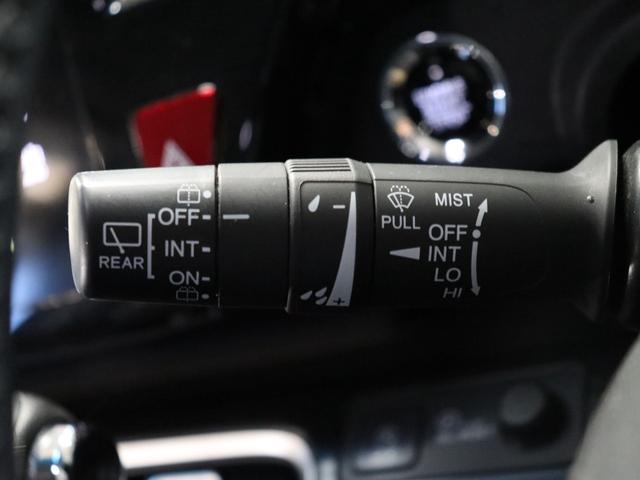 REAR
OFF
INT
ON
−
+
PULL
MIST
OFF
INT
LO
HI